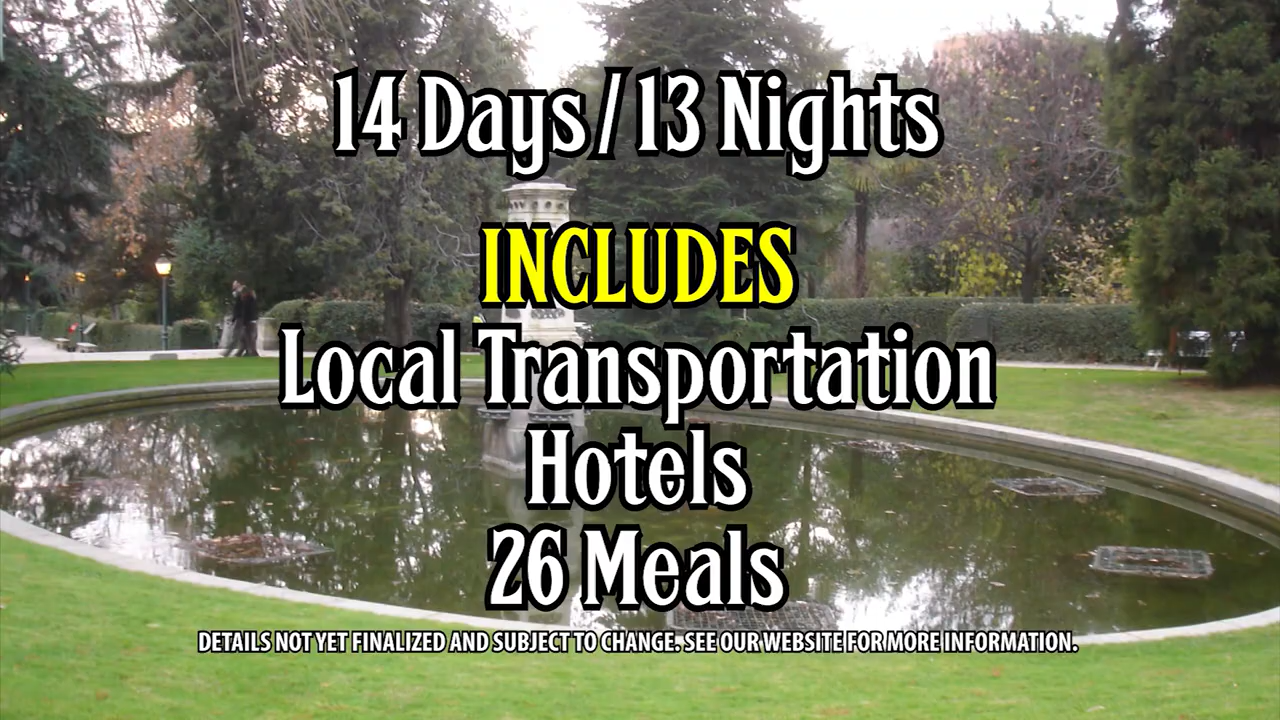 14 Days / 13 Nights
INCLUDES
Local Transportation
Hotels
26 Meals
DETAILS NOT YET FINALIZED AND SUBJECT TO CHANGE. SEE OUR WEBSITE FOR MORE INFORMATION.